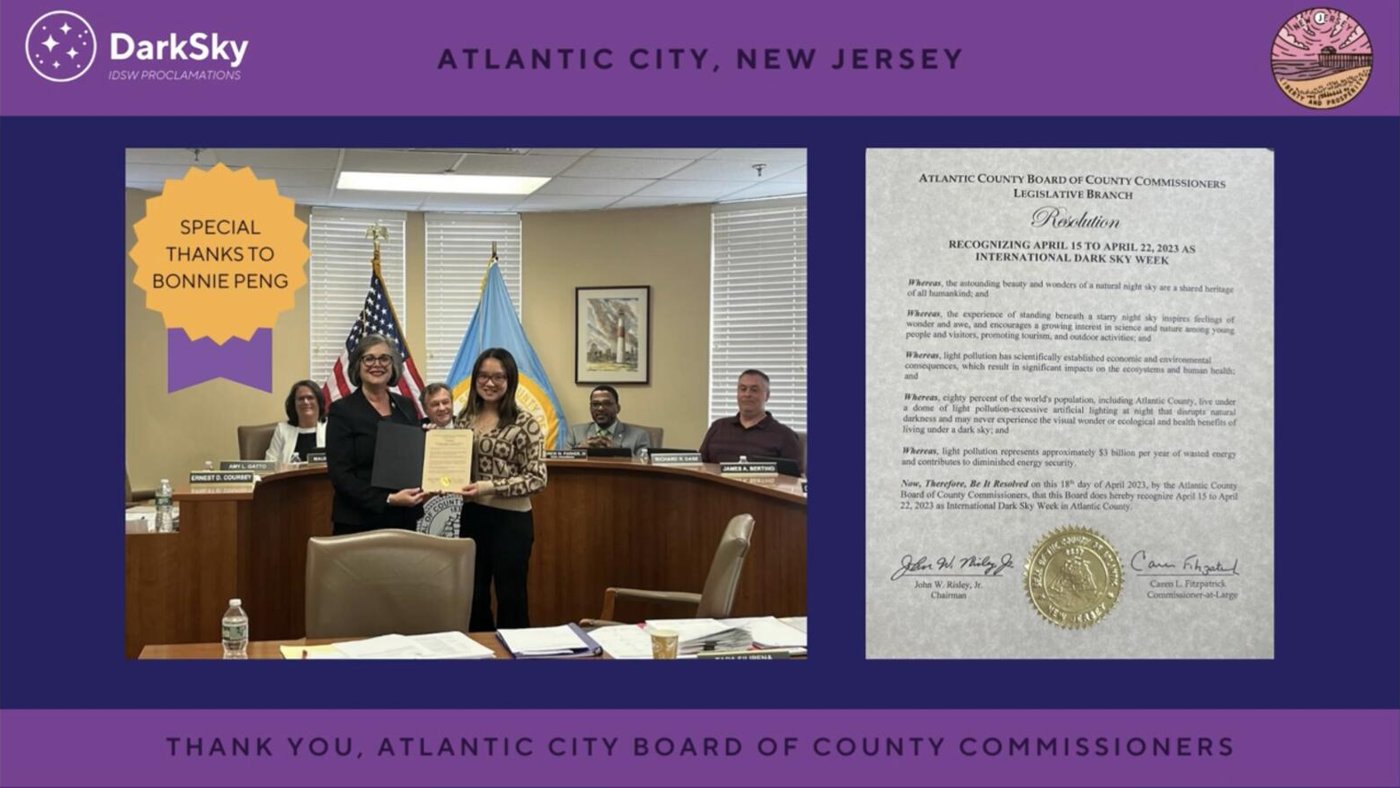 DarkSky
IDSW PROCLAMATIONS
ATLANTIC CITY, NEW JERSEY
NEW JERSEY
LIBERTY AND PROSPERITY
SPECIAL
THANKS TO
BONNIE PENG
AMY L. GATTO
ERNEST D. COURSEY
RICHARD R. DASE
JAMES A. BERTINO
ATLANTIC COUNTY BOARD OF COUNTY COMMISSIONERS
LEGISLATIVE BRANCH
Resolution
RECOGNIZING APRIL 15 TO APRIL 22, 2023 AS
INTERNATIONAL DARK SKY WEEK
Whereas, the astounding beauty and wonders of a natural night sky are a shared heritage
of all humankind; and
Whereas, the experience of standing beneath a starry night sky inspires feelings of
wonder and awe, and encourages a growing interest in science and nature among young
people and visitors, promoting tourism, and outdoor activities; and
Whereas, light pollution has scientifically established economic and environmental
consequences, which result in significant impacts on the ecosystems and human health;
and
Whereas, eighty percent of the world's population, including Atlantic County, live under
a dome of light pollution-excessive artificial lighting at night that disrupts natural
darkness and may never experience the visual wonder or ecological and health benefits of
living under a dark sky; and
Whereas, light pollution represents approximately $3 billion per year of wasted energy
and contributes to diminished energy security.
Now, Therefore, Be It Resolved on this 18th day of April 2023, by the Atlantic County
Board of County Commissioners, that this Board does hereby recognize April 15 to April
22, 2023 as International Dark Sky Week in Atlantic County.
John W. Risley Jr.
Caren Fitzpatrick
John W. Risley, Jr.
Chairman
Caren L. Fitzpatrick
Commissioner-at-Large
NEW JERSEY
THANK YOU, ATLANTIC CITY BOARD OF COUNTY COMMISSIONERS